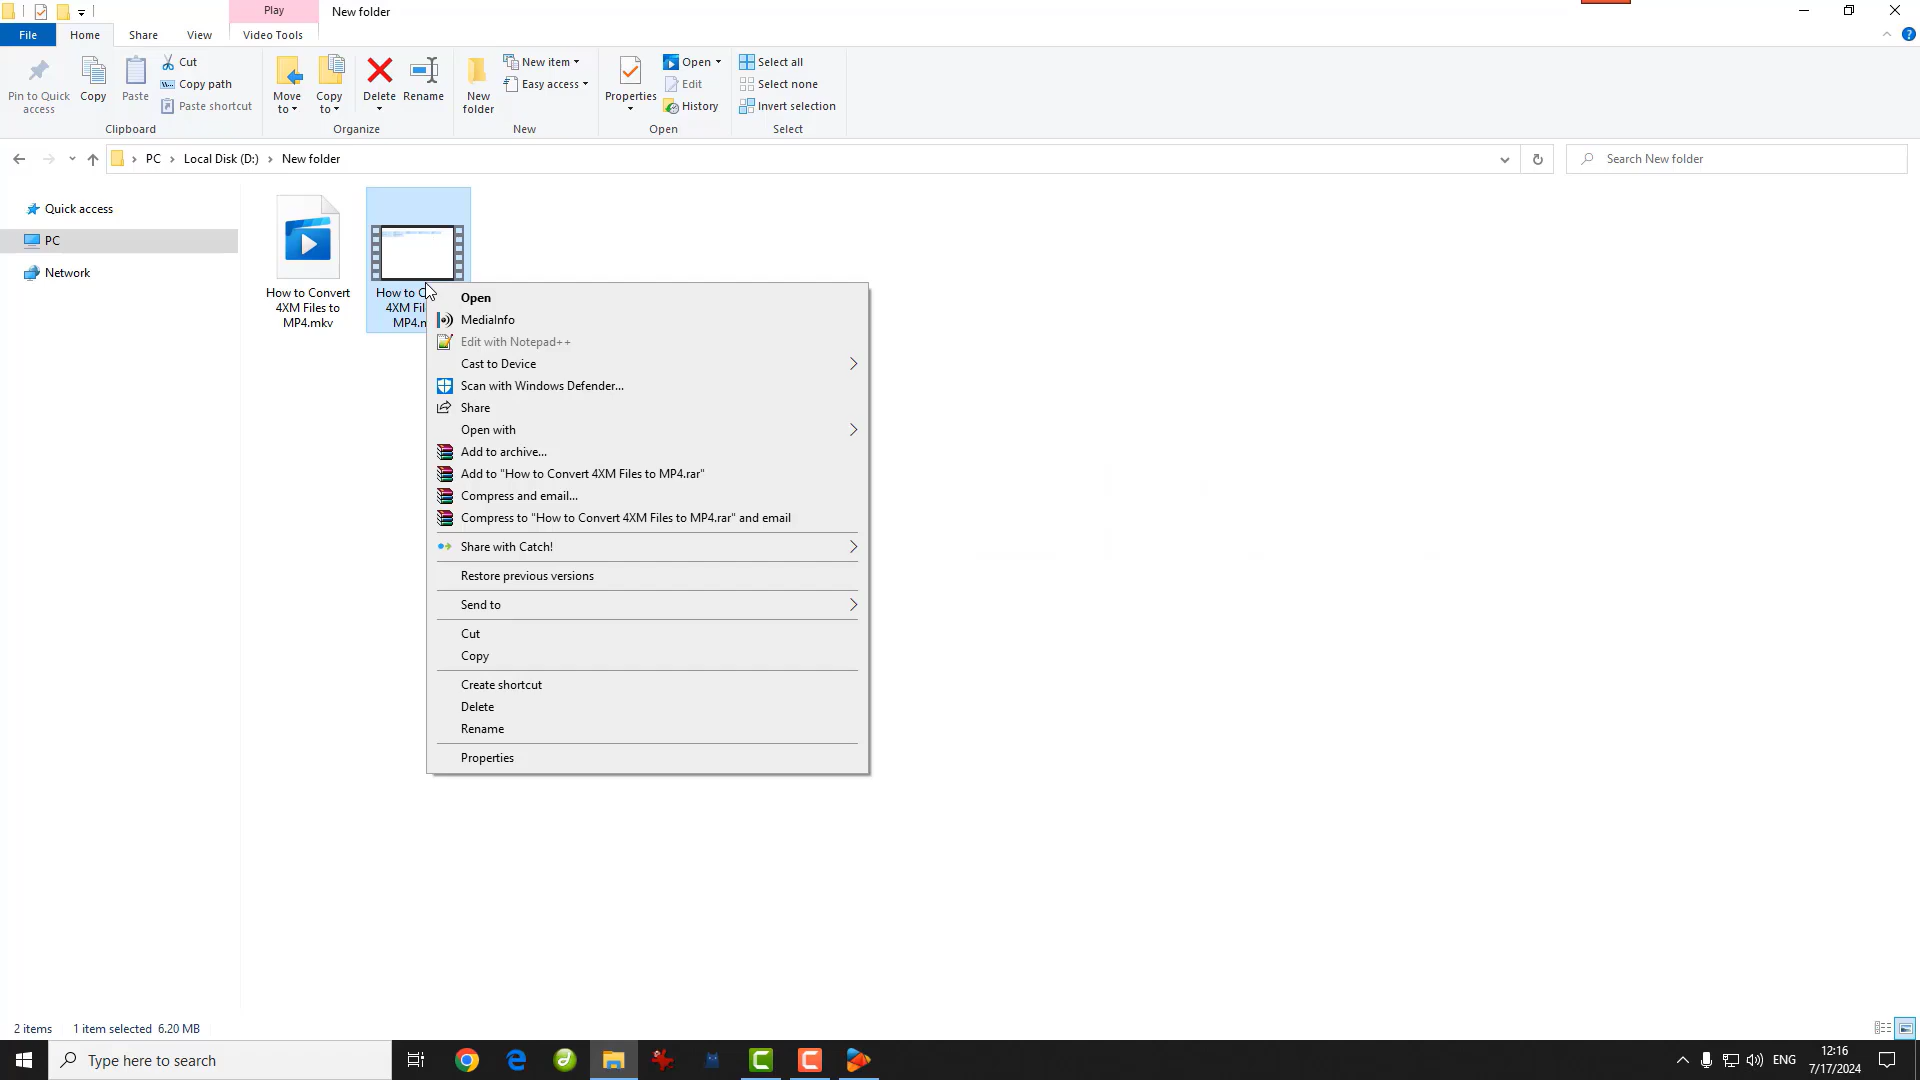 Play
New folder
File
Home
Share
View
Video Tools
Pin to Quick access
Copy
Paste
Cut
Copy path
Paste shortcut
Clipboard
Move to
Copy to
Delete
Rename
Organize
New folder
New item
Easy access
New
Properties
Open
Edit
History
Open
Select all
Select none
Invert selection
Select
PC
Local Disk (D:)
New folder
Search New folder
Quick access
PC
Network
How to Convert
4XM Files to
MP4.mkv
How to
4XM
MP4.
Open
MediaInfo
Edit with Notepad++
Cast to Device
Scan with Windows Defender...
Share
Open with
Add to archive...
Add to "How to Convert 4XM Files to MP4.rar"
Compress and email...
Compress to "How to Convert 4XM Files to MP4.rar" and email
Share with Catch!
Restore previous versions
Send to
Cut
Copy
Create shortcut
Delete
Rename
Properties
2 items
1 item selected 6.20 MB
Type here to search
ENG
12:16
7/17/2024